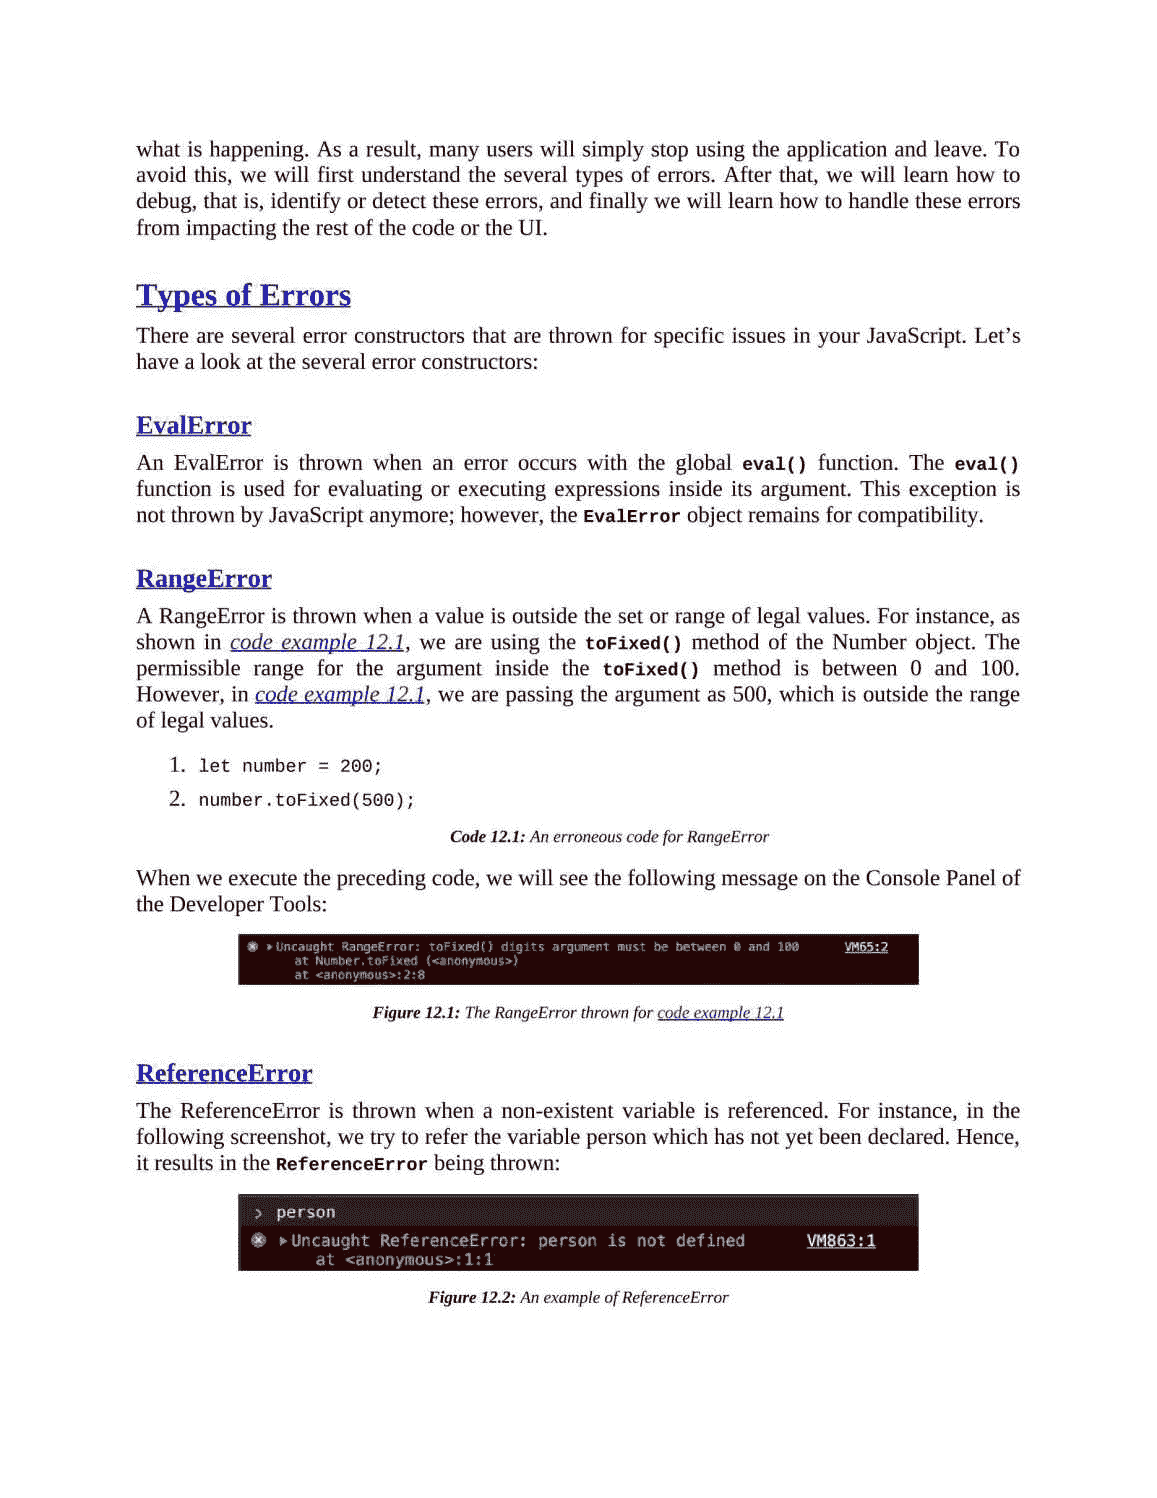 what is happening. As a result, many users will simply stop using the application and leave. To
avoid this, we will first understand the several types of errors. After that, we will learn how to
debug, that is, identify or detect these errors, and finally we will learn how to handle these errors
from impacting the rest of the code or the UI.
Types of Errors
There are several error constructors that are thrown for specific issues in your JavaScript. Let’s
have a look at the several error constructors:
EvalError
An EvalError is thrown when an error occurs with the global eval() function. The eval()
function is used for evaluating or executing expressions inside its argument. This exception is
not thrown by JavaScript anymore; however, the EvalError object remains for compatibility.
RangeError
A RangeError is thrown when a value is outside the set or range of legal values. For instance, as
shown in code example 12.1, we are using the toFixed() method of the Number object. The
permissible range for the argument inside the toFixed() method is between 0 and 100.
However, in code example 12.1, we are passing the argument as 500, which is outside the range
of legal values.
1. let number = 200;
2. number.toFixed(500);
Code 12.1: An erroneous code for RangeError
When we execute the preceding code, we will see the following message on the Console Panel of
the Developer Tools:
Uncaught RangeError: toFixed() digits argument must be between 0 and 100 VM65:2
at Number.toFixed (<anonymous>)
at <anonymous>:2:8
Figure 12.1: The RangeError thrown for code example 12.1
ReferenceError
The ReferenceError is thrown when a non-existent variable is referenced. For instance, in the
following screenshot, we try to refer the variable person which has not yet been declared. Hence,
it results in the ReferenceError being thrown:
> person
Uncaught ReferenceError: person is not defined VM863:1
at <anonymous>:1:1
Figure 12.2: An example of ReferenceError